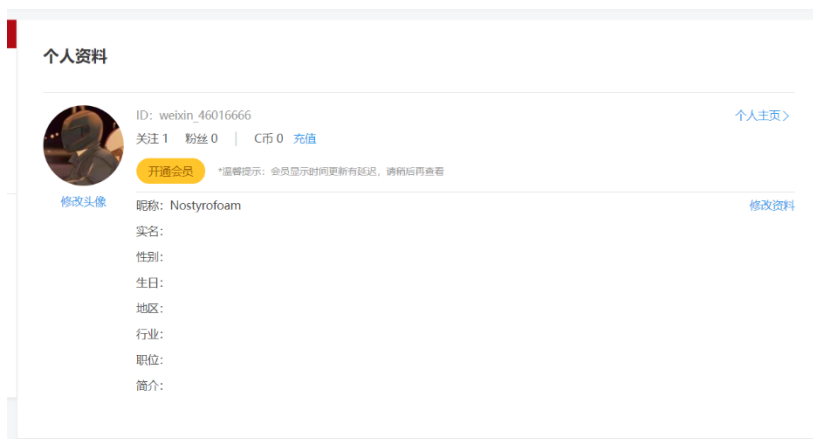 个人资料
ID: weixin_46016666 个人主页>
关注 1 粉丝 0 | C币 0 充值
开通会员 *温馨提示：会员显示时间更新有延迟，请稍后再查看
修改头像 昵称：Nostyrofoam 修改资料
实名：
性别：
生日：
地区：
行业：
职位：
简介：